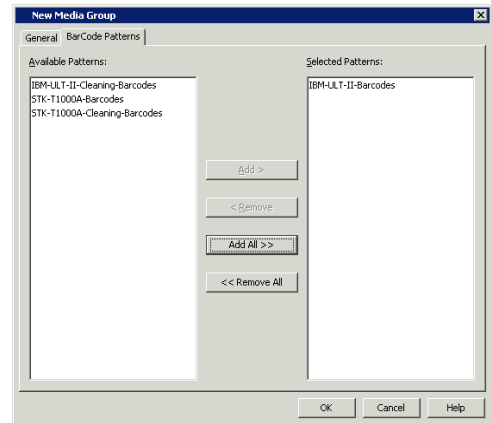 New Media Group
General BarCode Patterns
Available Patterns: Selected Patterns:
IBM-ULT-II-Cleaning-Barcodes IBM-ULT-II-Barcodes
STK-T1000A-Barcodes
STK-T1000A-Cleaning-Barcodes
Add >
< Remove
Add All >>
<< Remove All
OK Cancel Help